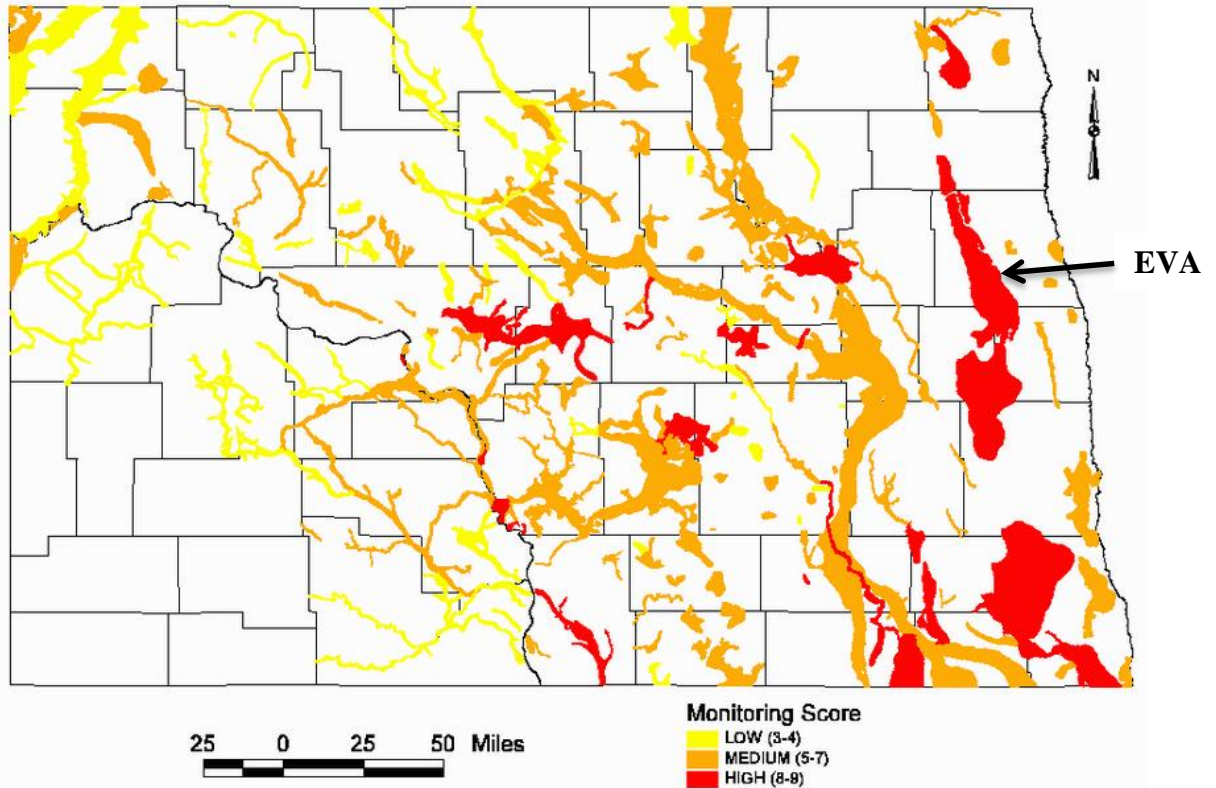 N
EVA
25 0 25 50 Miles
Monitoring Score
LOW (3-4)
MEDIUM (5-7)
HIGH (8-9)